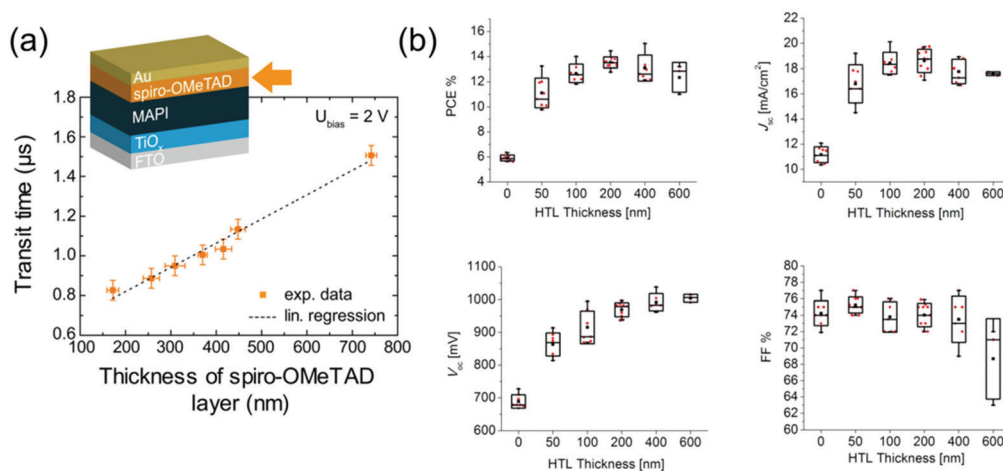 (a)
Au
spiro-OMeTAD
MAPI
TiOx
FTO
U_bias = 2 V
Transit time (µs)
1.8
1.6
1.4
1.2
1.0
0.8
0.6
exp. data
lin. regression
100 200 300 400 500 600 700 800
Thickness of spiro-OMeTAD
layer (nm)
(b)
PCE %
16
14
12
10
8
6
4
0 50 100 200 400 600
HTL Thickness [nm]
Jsc [mA/cm²]
22
20
18
16
14
12
10
0 50 100 200 400 600
HTL Thickness [nm]
Voc [mV]
1100
1000
900
800
700
600
0 50 100 200 400 600
HTL Thickness [nm]
FF %
78
76
74
72
70
68
66
64
62
60
0 50 100 200 400 600
HTL Thickness [nm]